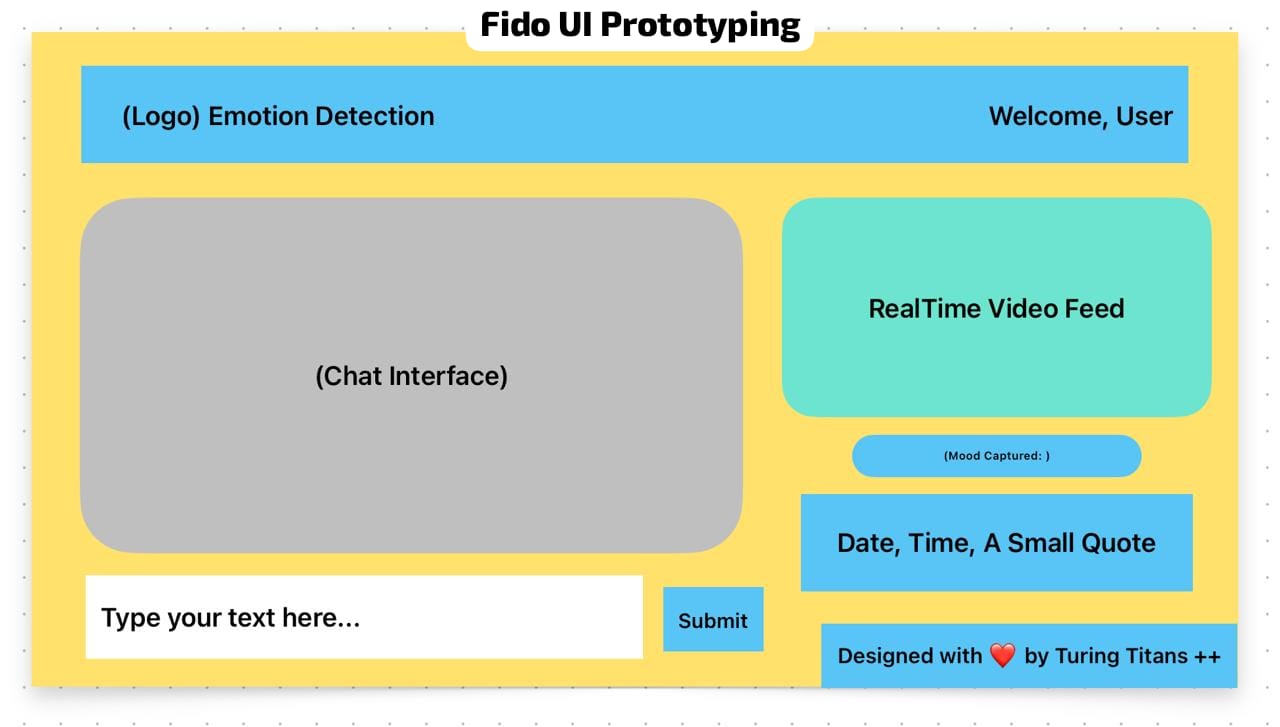 Fido UI Prototyping
(Logo) Emotion Detection
Welcome, User
(Chat Interface)
RealTime Video Feed
(Mood Captured: )
Date, Time, A Small Quote
Type your text here...
Submit
Designed with ❤️ by Turing Titans ++